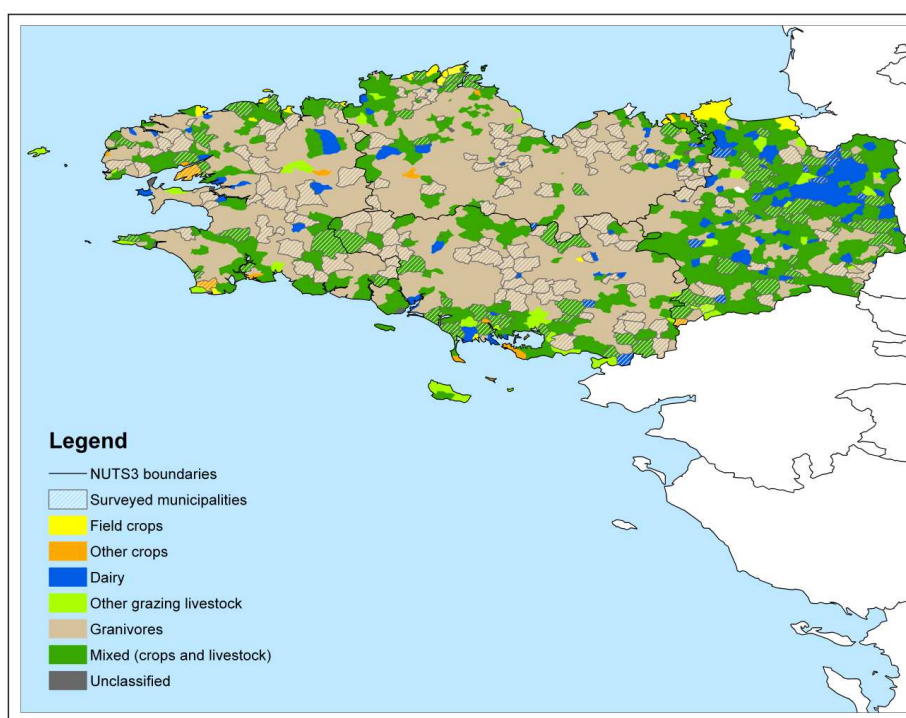 Legend
NUTS3 boundaries
Surveyed municipalities
Field crops
Other crops
Dairy
Other grazing livestock
Granivores
Mixed (crops and livestock)
Unclassified